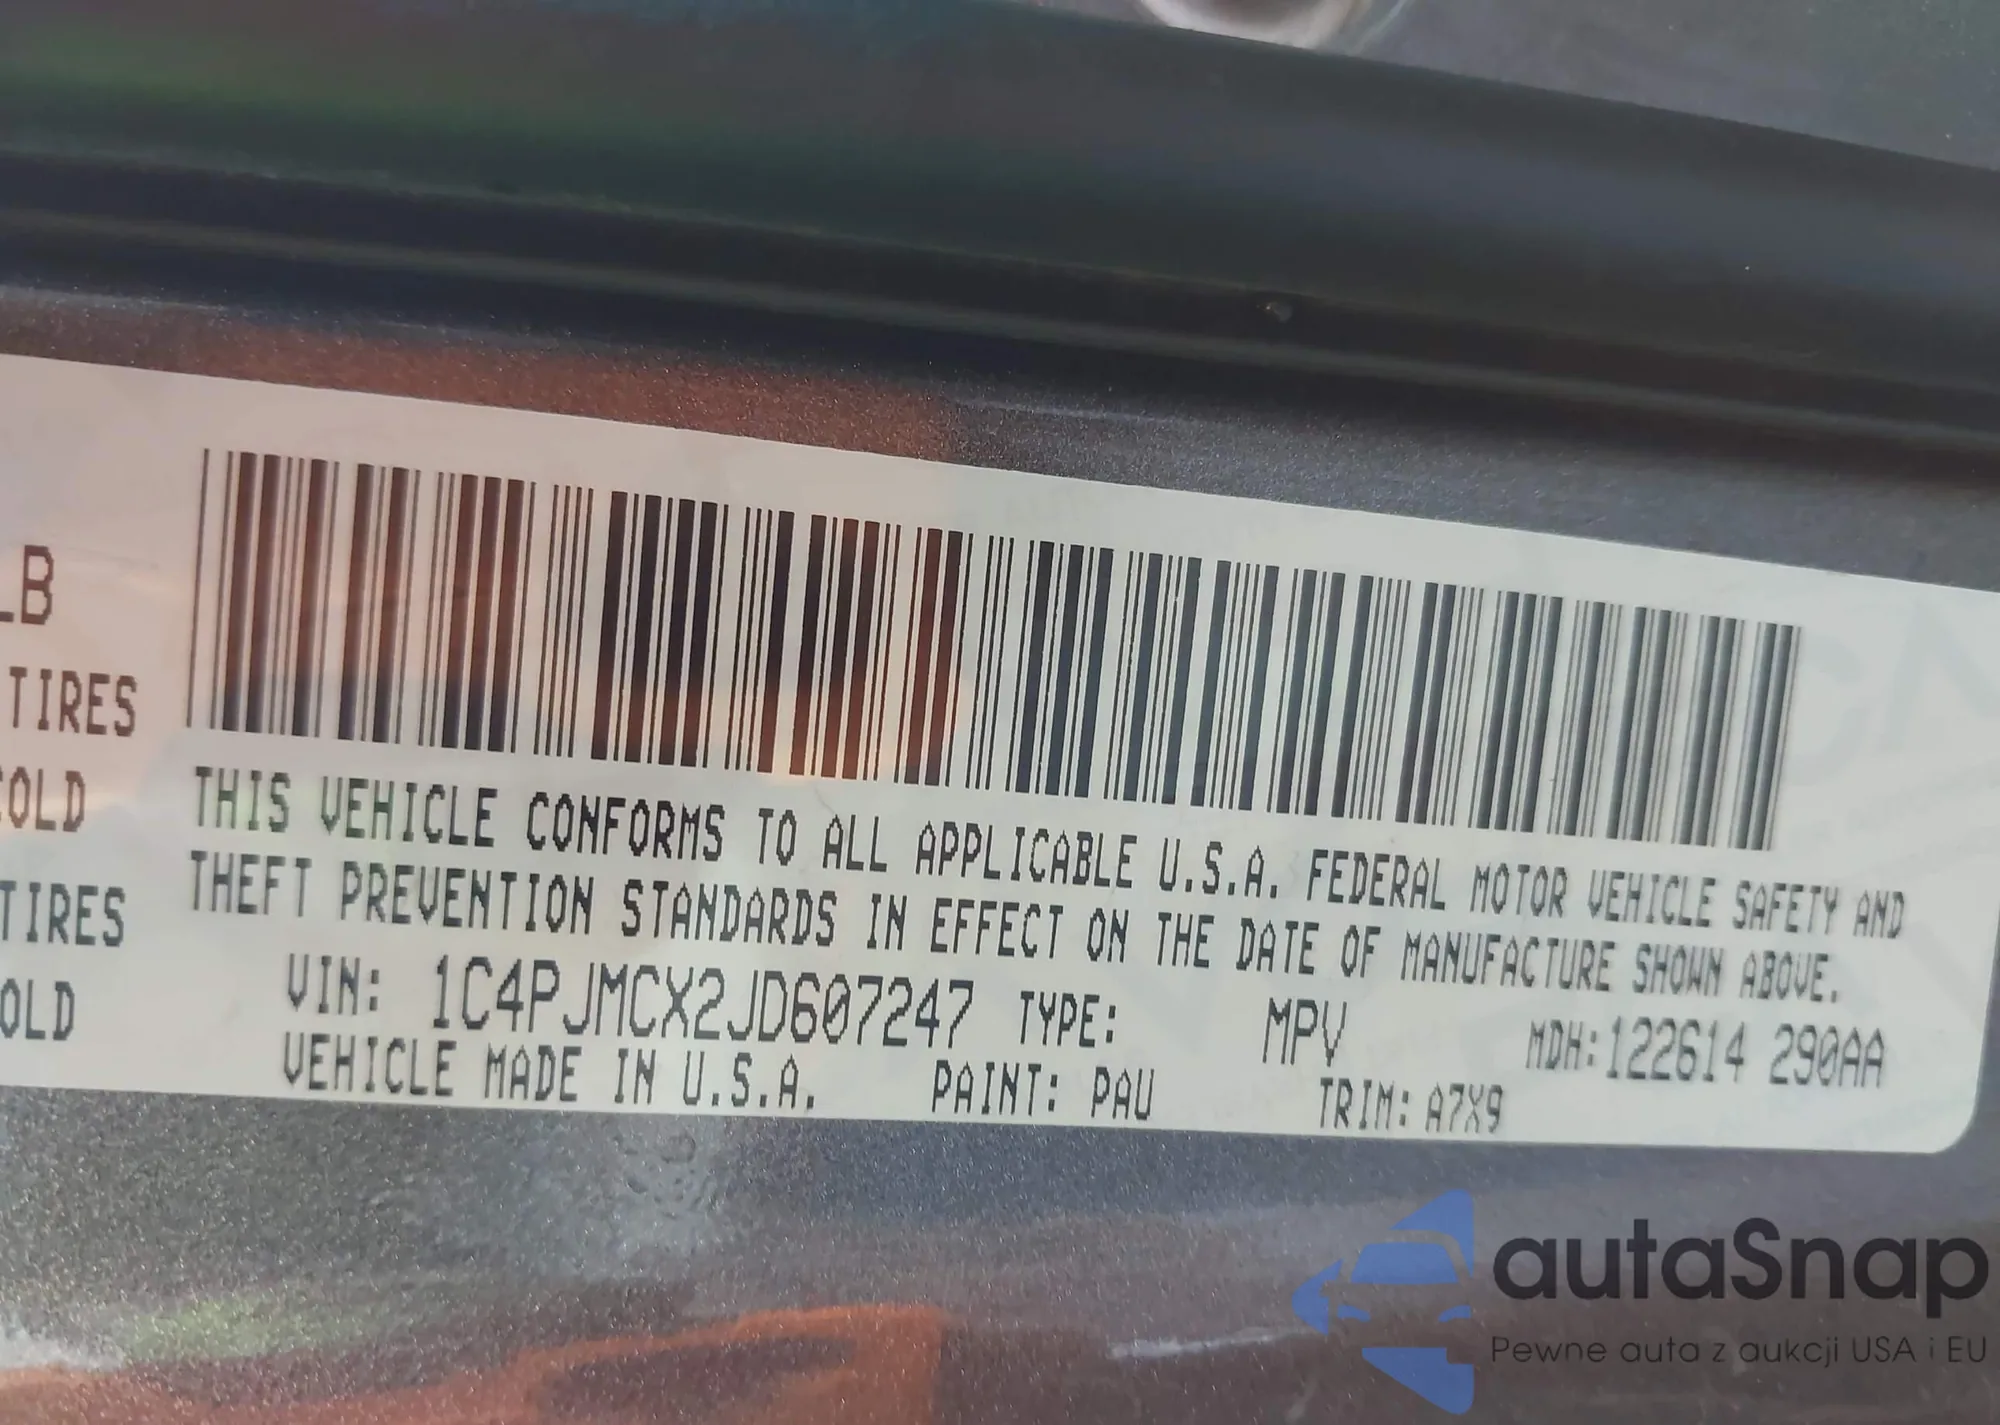 LB
TIRES
COLD
TIRES
OLD
THIS VEHICLE CONFORMS TO ALL APPLICABLE U.S.A. FEDERAL MOTOR VEHICLE SAFETY AND
THEFT PREVENTION STANDARDS IN EFFECT ON THE DATE OF MANUFACTURE SHOWN ABOVE.
VIN: 1C4PJMCX2JD607247 TYPE: MPV MDH:122614 290AA
VEHICLE MADE IN U.S.A. PAINT: PAU TRIM: A7X9
autaSnap
Pewne auta z aukcji USA i EU